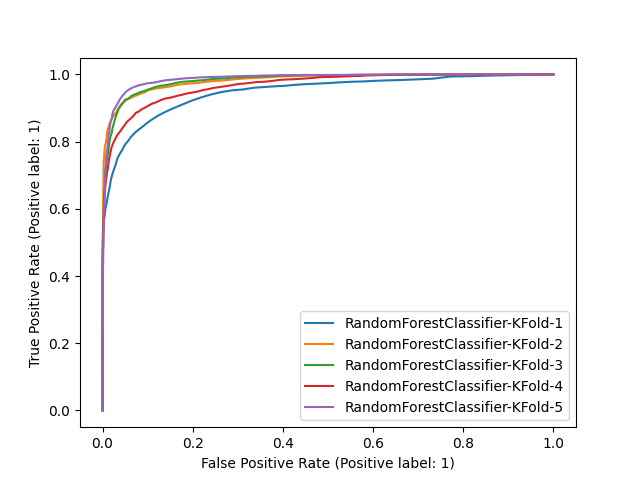 1.0
0.8
0.6
0.4
0.2
0.0
True Positive Rate (Positive label: 1)
RandomForestClassifier-KFold-1
RandomForestClassifier-KFold-2
RandomForestClassifier-KFold-3
RandomForestClassifier-KFold-4
RandomForestClassifier-KFold-5
0.0 0.2 0.4 0.6 0.8 1.0
False Positive Rate (Positive label: 1)